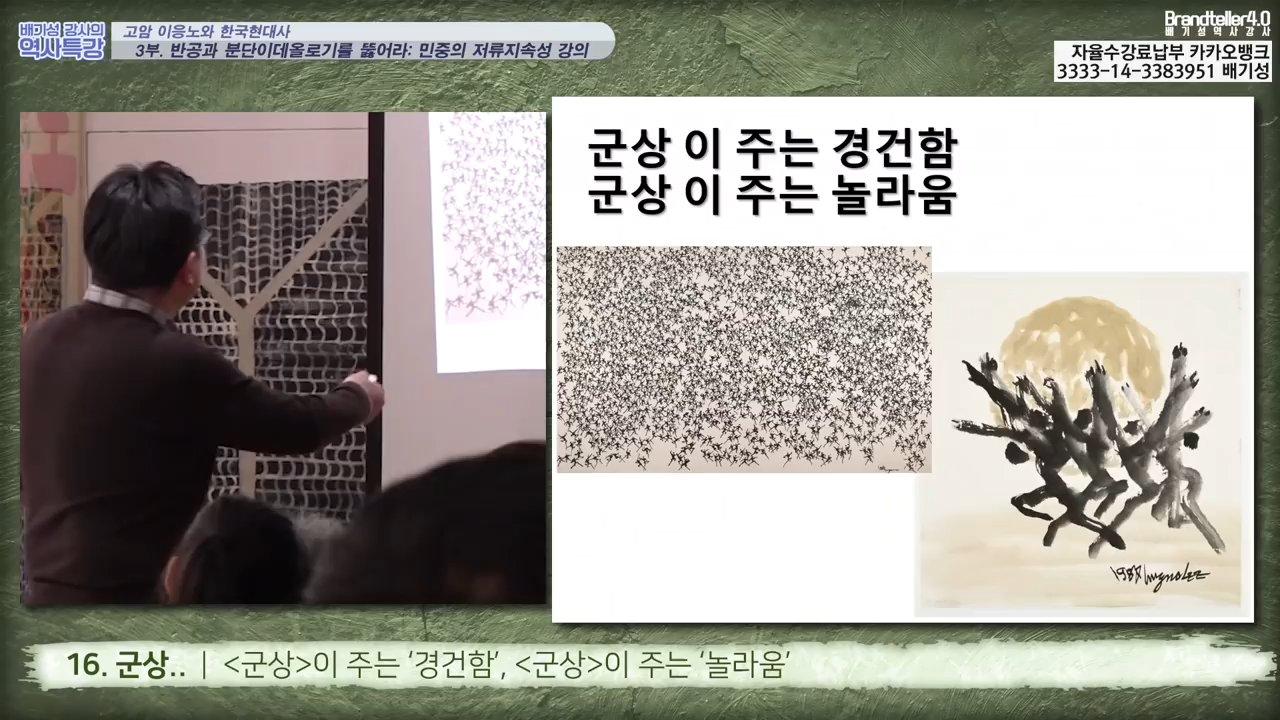 배기성 강사의
역사특강
고암 이응노와 한국현대사
3부. 반공과 분단이데올로기를 뚫어라: 민중의 저류지속성 강의
Brandteller4.0
배기성역사강사
자율수강료납부 카카오뱅크
3333-14-3383951 배기성
군상 이 주는 경건함
군상 이 주는 놀라움
16. 군상.. | <군상>이 주는 ‘경건함’, <군상>이 주는 ‘놀라움’